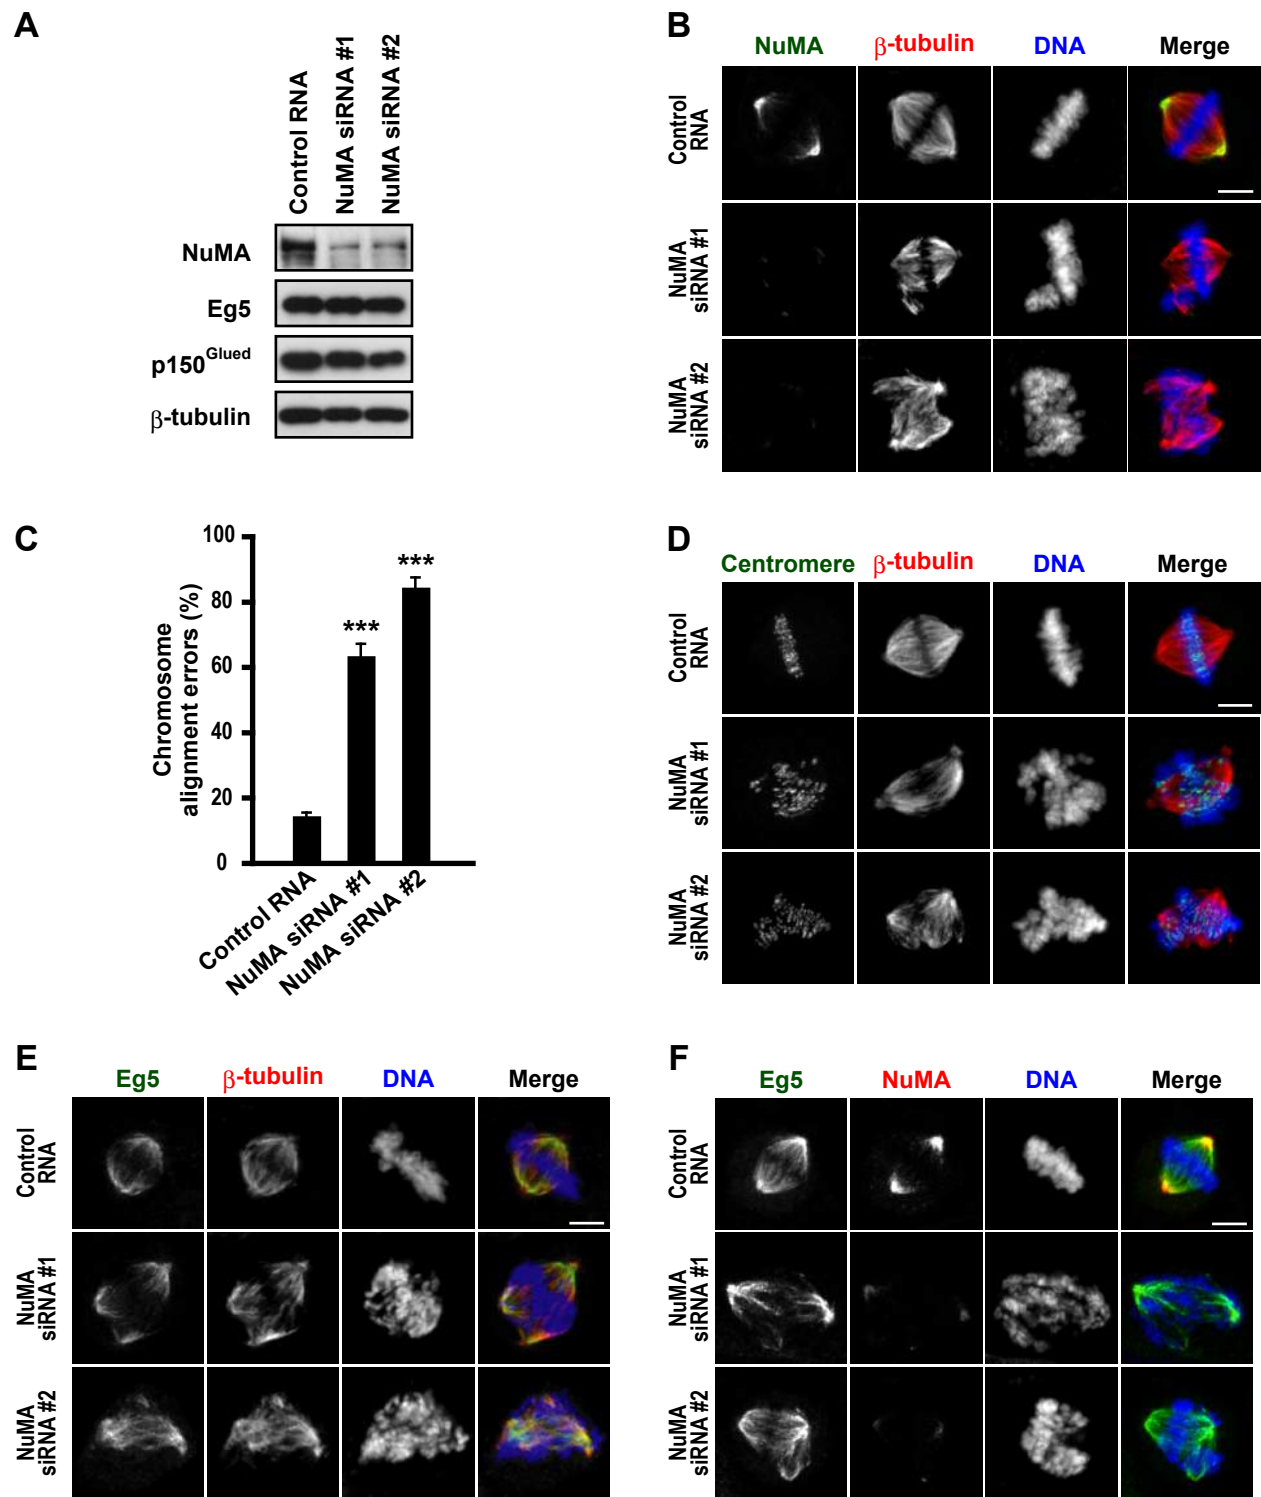 A
Control RNA
NuMA siRNA #1
NuMA siRNA #2
NuMA
Eg5
p150Glued
β-tubulin
B
NuMA β-tubulin DNA Merge
Control
RNA
NuMA
siRNA #1
NuMA
siRNA #2
C
Chromosome
alignment errors (%)
100
80
60
40
20
0
***
***
Control RNA
NuMA siRNA #1
NuMA siRNA #2
D
Centromere β-tubulin DNA Merge
Control
RNA
NuMA
siRNA #1
NuMA
siRNA #2
E
Eg5 β-tubulin DNA Merge
Control
RNA
NuMA
siRNA #1
NuMA
siRNA #2
F
Eg5 NuMA DNA Merge
Control
RNA
NuMA
siRNA #1
NuMA
siRNA #2